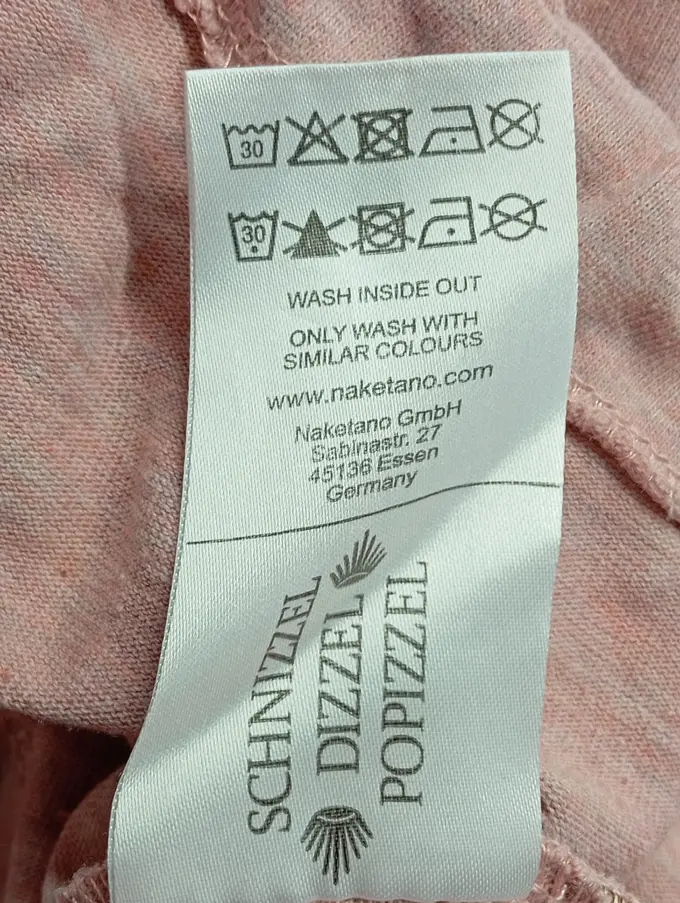 30
30
WASH INSIDE OUT
ONLY WASH WITH
SIMILAR COLOURS
www.naketano.com
Naketano GmbH
Sabinastr. 27
45136 Essen
Germany
SCHNIZZEL
DIZZEL
POPIZZEL